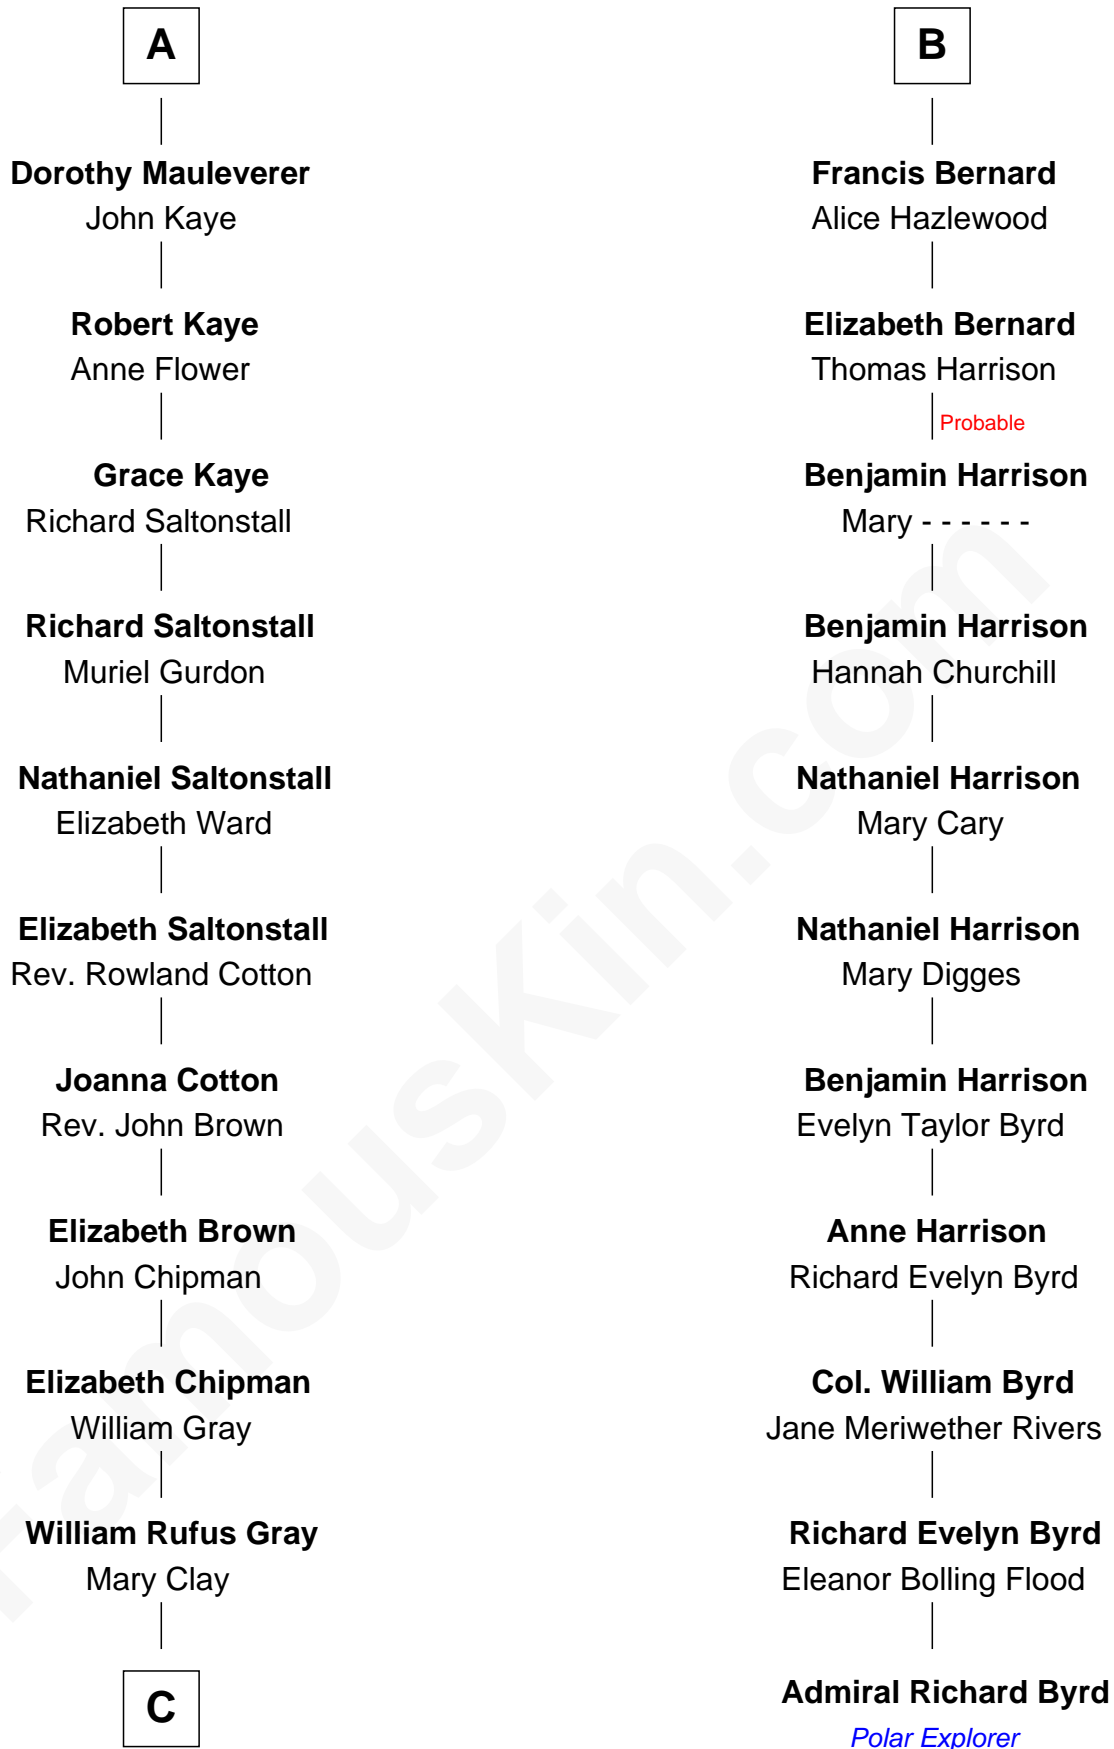 A
Dorothy Mauleverer
John Kaye
Robert Kaye
Anne Flower
Grace Kaye
Richard Saltonstall
Richard Saltonstall
Muriel Gurdon
Nathaniel Saltonstall
Elizabeth Ward
Elizabeth Saltonstall
Rev. Rowland Cotton
Joanna Cotton
Rev. John Brown
Elizabeth Brown
John Chipman
Elizabeth Chipman
William Gray
William Rufus Gray
Mary Clay
C
B
Francis Bernard
Alice Hazlewood
Elizabeth Bernard
Thomas Harrison
Probable
Benjamin Harrison
Mary - - - - - -
Benjamin Harrison
Hannah Churchill
Nathaniel Harrison
Mary Cary
Nathaniel Harrison
Mary Digges
Benjamin Harrison
Evelyn Taylor Byrd
Anne Harrison
Richard Evelyn Byrd
Col. William Byrd
Jane Meriwether Rivers
Richard Evelyn Byrd
Eleanor Bolling Flood
Admiral Richard Byrd
Polar Explorer
FamousKin.com